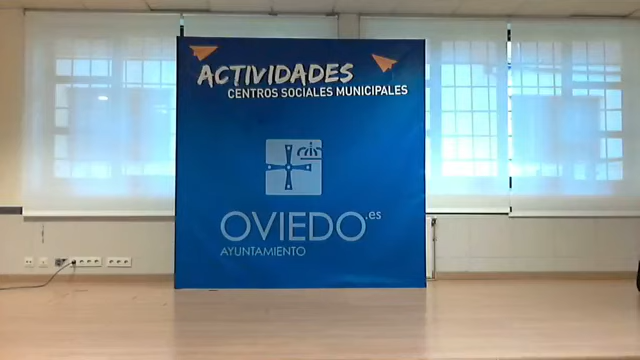 ACTIVIDADES
CENTROS SOCIALES MUNICIPALES
OVIEDO.es
AYUNTAMIENTO